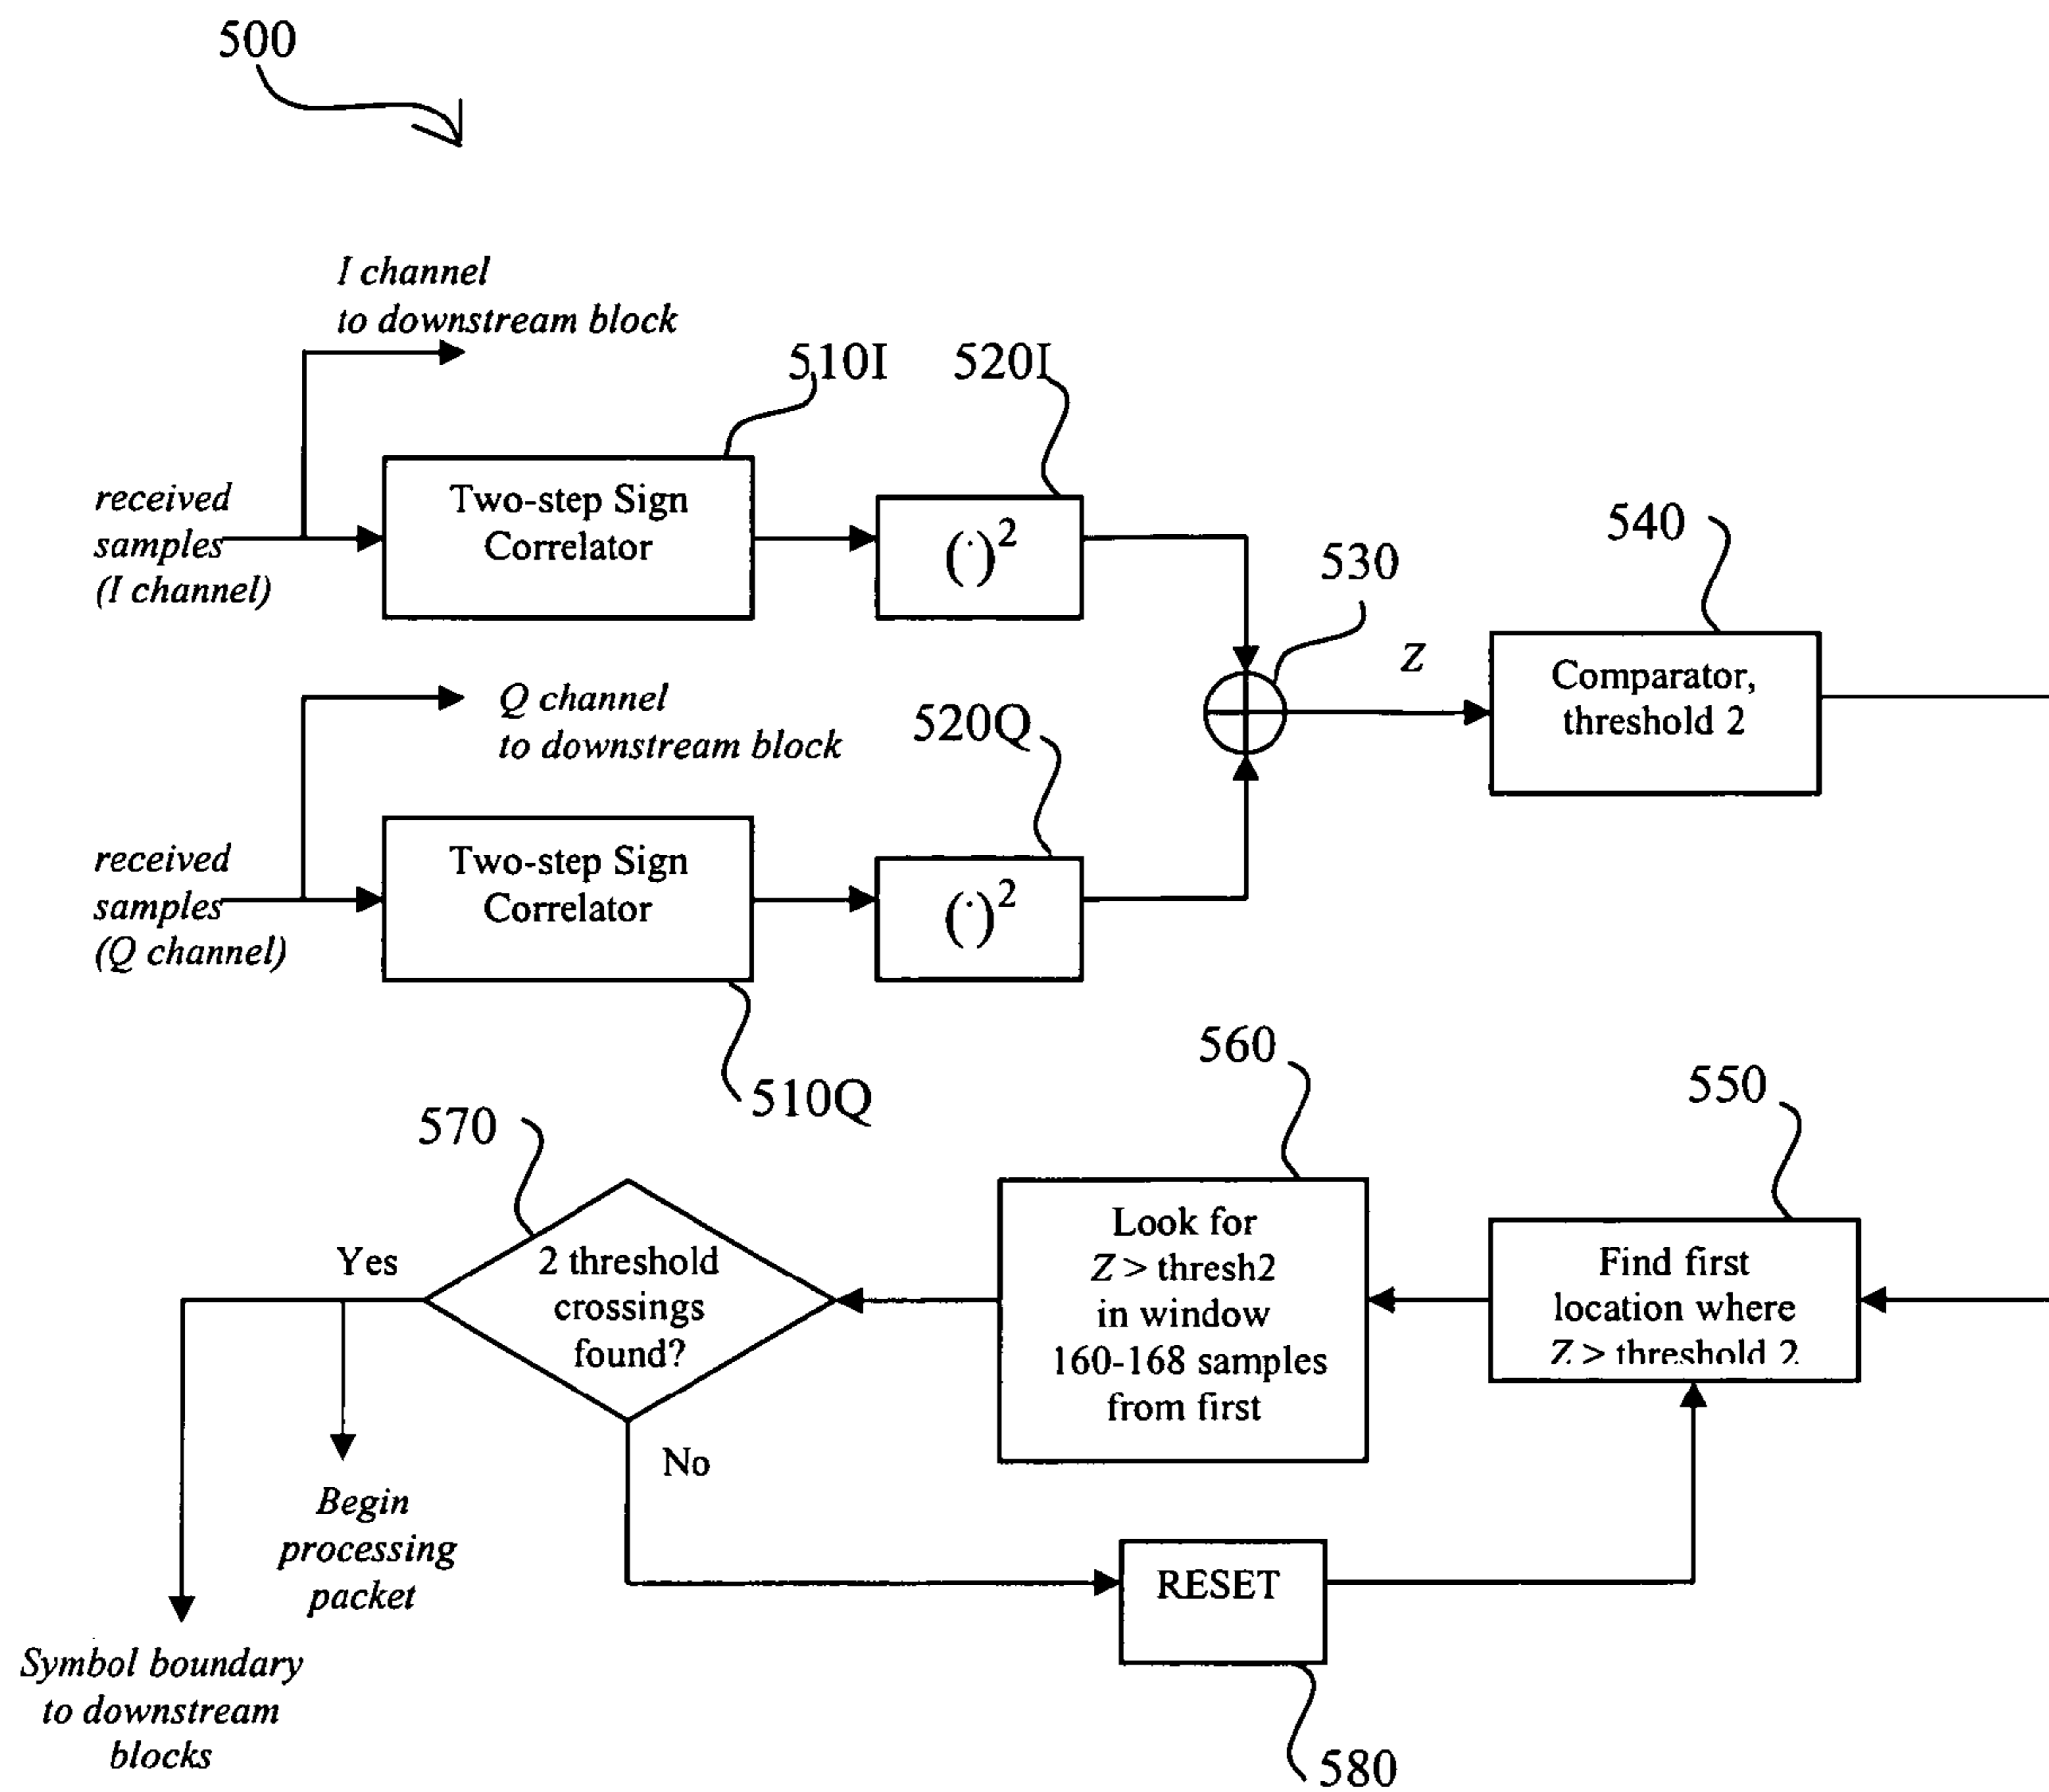 500
I channel
to downstream block
510I
520I
received
samples
(I channel)
Two-step Sign
Correlator
(·)²
530
540
Z
Comparator,
threshold 2
Q channel
to downstream block
520Q
received
samples
(Q channel)
Two-step Sign
Correlator
(·)²
510Q
570
560
550
Yes
2 threshold
crossings
found?
Look for
Z > thresh2
in window
160-168 samples
from first
Find first
location where
Z > threshold 2
No
Begin
processing
packet
RESET
Symbol boundary
to downstream
blocks
580